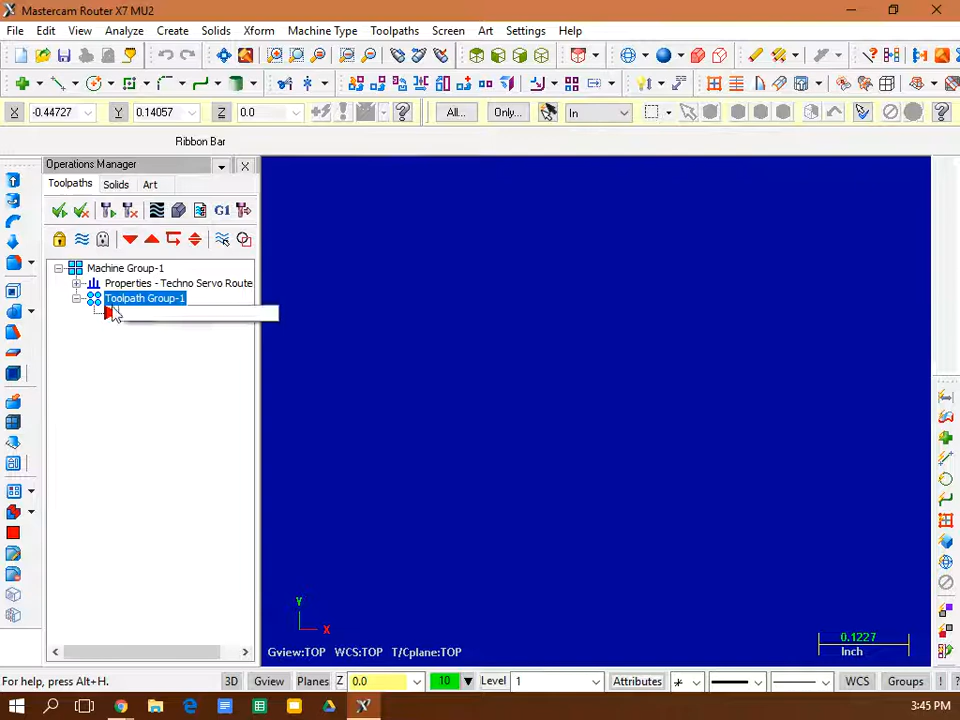 Mastercam Router X7 MU2
File Edit View Analyze Create Solids Xform Machine Type Toolpaths Screen Art Settings Help
X -0.44727 Y 0.14057 Z 0.0 All... Only... In
Ribbon Bar
Operations Manager
Toolpaths Solids Art
G1
Machine Group-1
Properties - Techno Servo Route
Toolpath Group-1
Y
X
0.1227
Inch
Gview:TOP WCS:TOP T/Cplane:TOP
For help, press Alt+H. 3D Gview Planes Z 0.0 10 Level 1 Attributes WCS Groups ! ?
3:45 PM